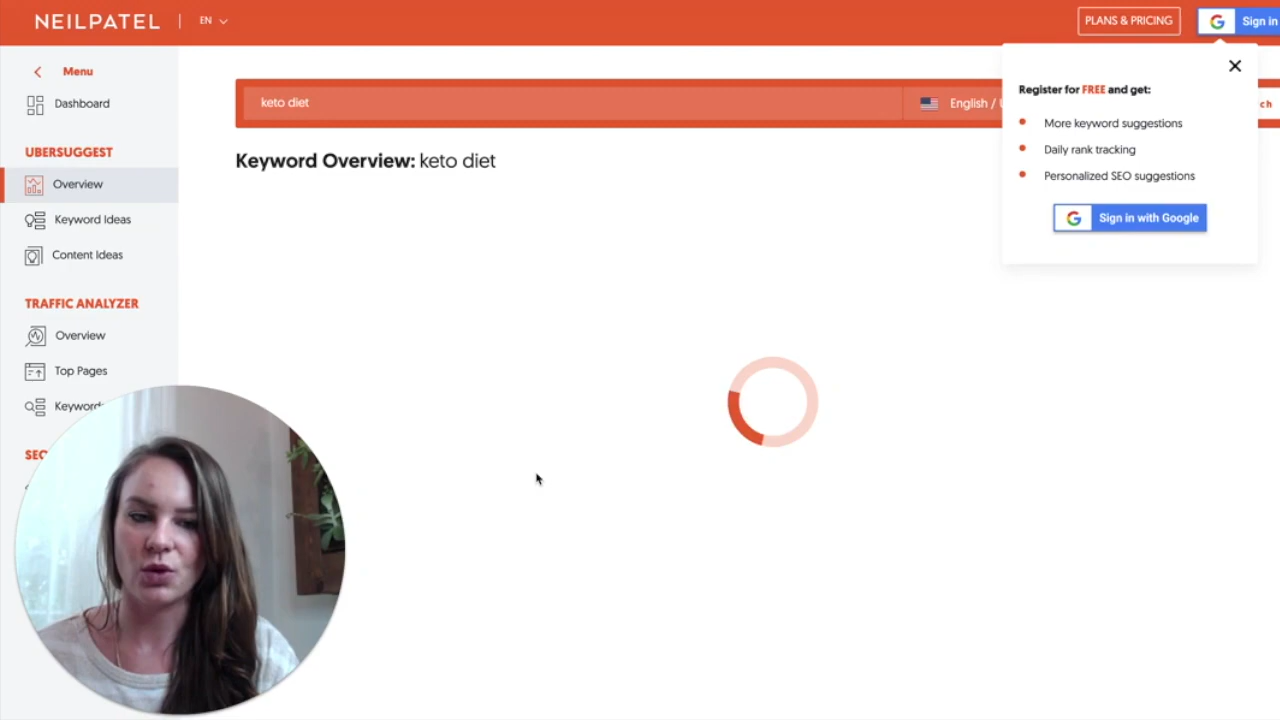 NEILPATEL
EN
PLANS & PRICING
Sign in
Menu
Dashboard
UBERSUGGEST
Overview
Keyword Ideas
Content Ideas
TRAFFIC ANALYZER
Overview
Top Pages
Keywords
keto diet
English /
Keyword Overview: keto diet
Register for FREE and get:
More keyword suggestions
Daily rank tracking
Personalized SEO suggestions
Sign in with Google